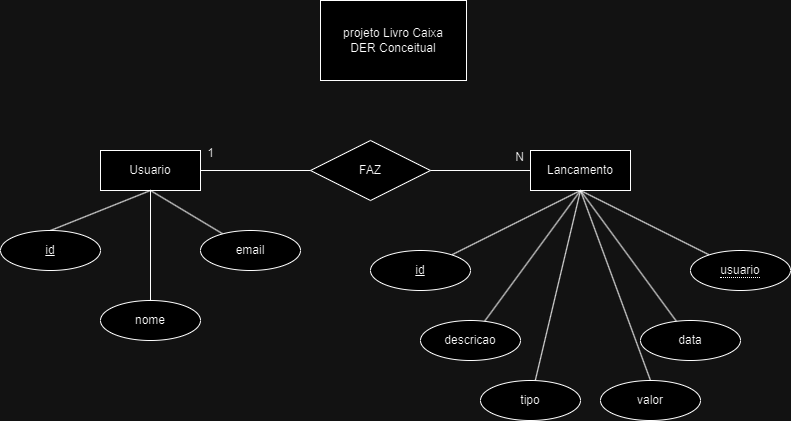 projeto Livro Caixa
DER Conceitual
1
N
Usuario
FAZ
Lancamento
id
email
id
usuario
nome
descricao
data
tipo
valor